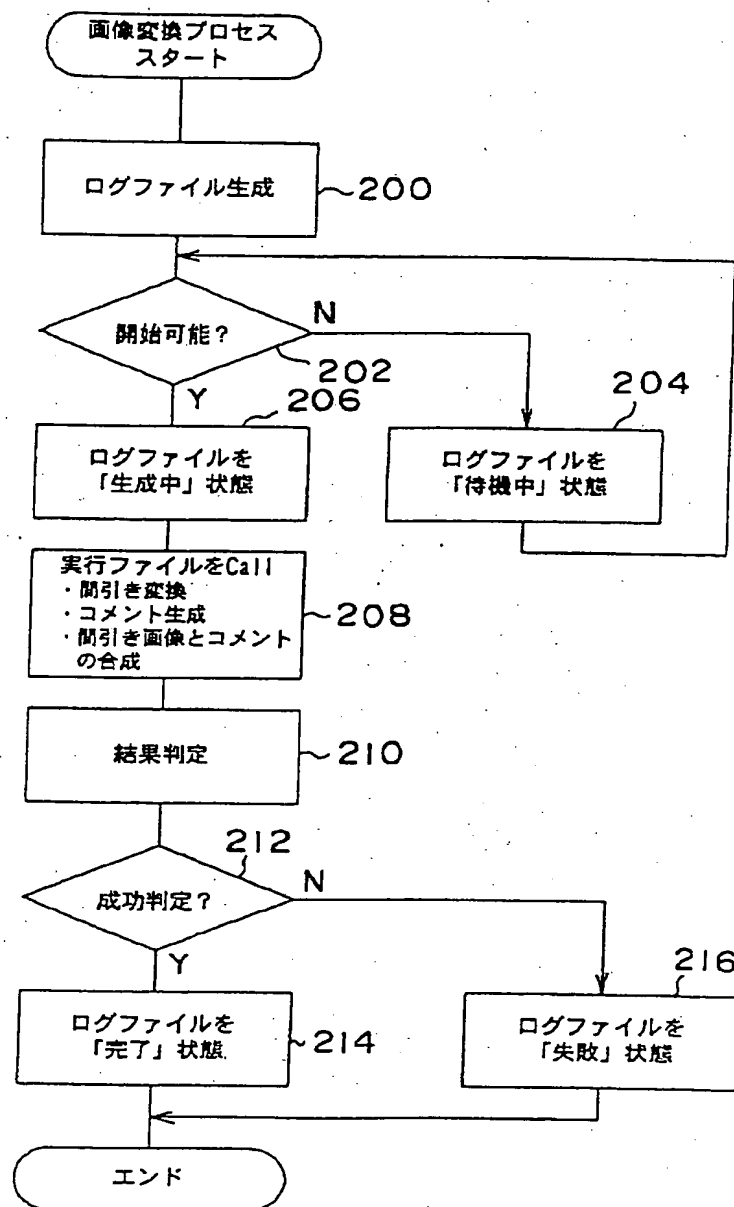 画像変換プロセス
スタート
ログファイル生成
200
開始可能?
N
202
Y
206
204
ログファイルを
「生成中」状態
ログファイルを
「待機中」状態
実行ファイルをCall
・間引き変換
・コメント生成
・間引き画像とコメント
の合成
208
結果判定
210
212
成功判定?
N
Y
216
ログファイルを
「完了」状態
214
ログファイルを
「失敗」状態
エンド